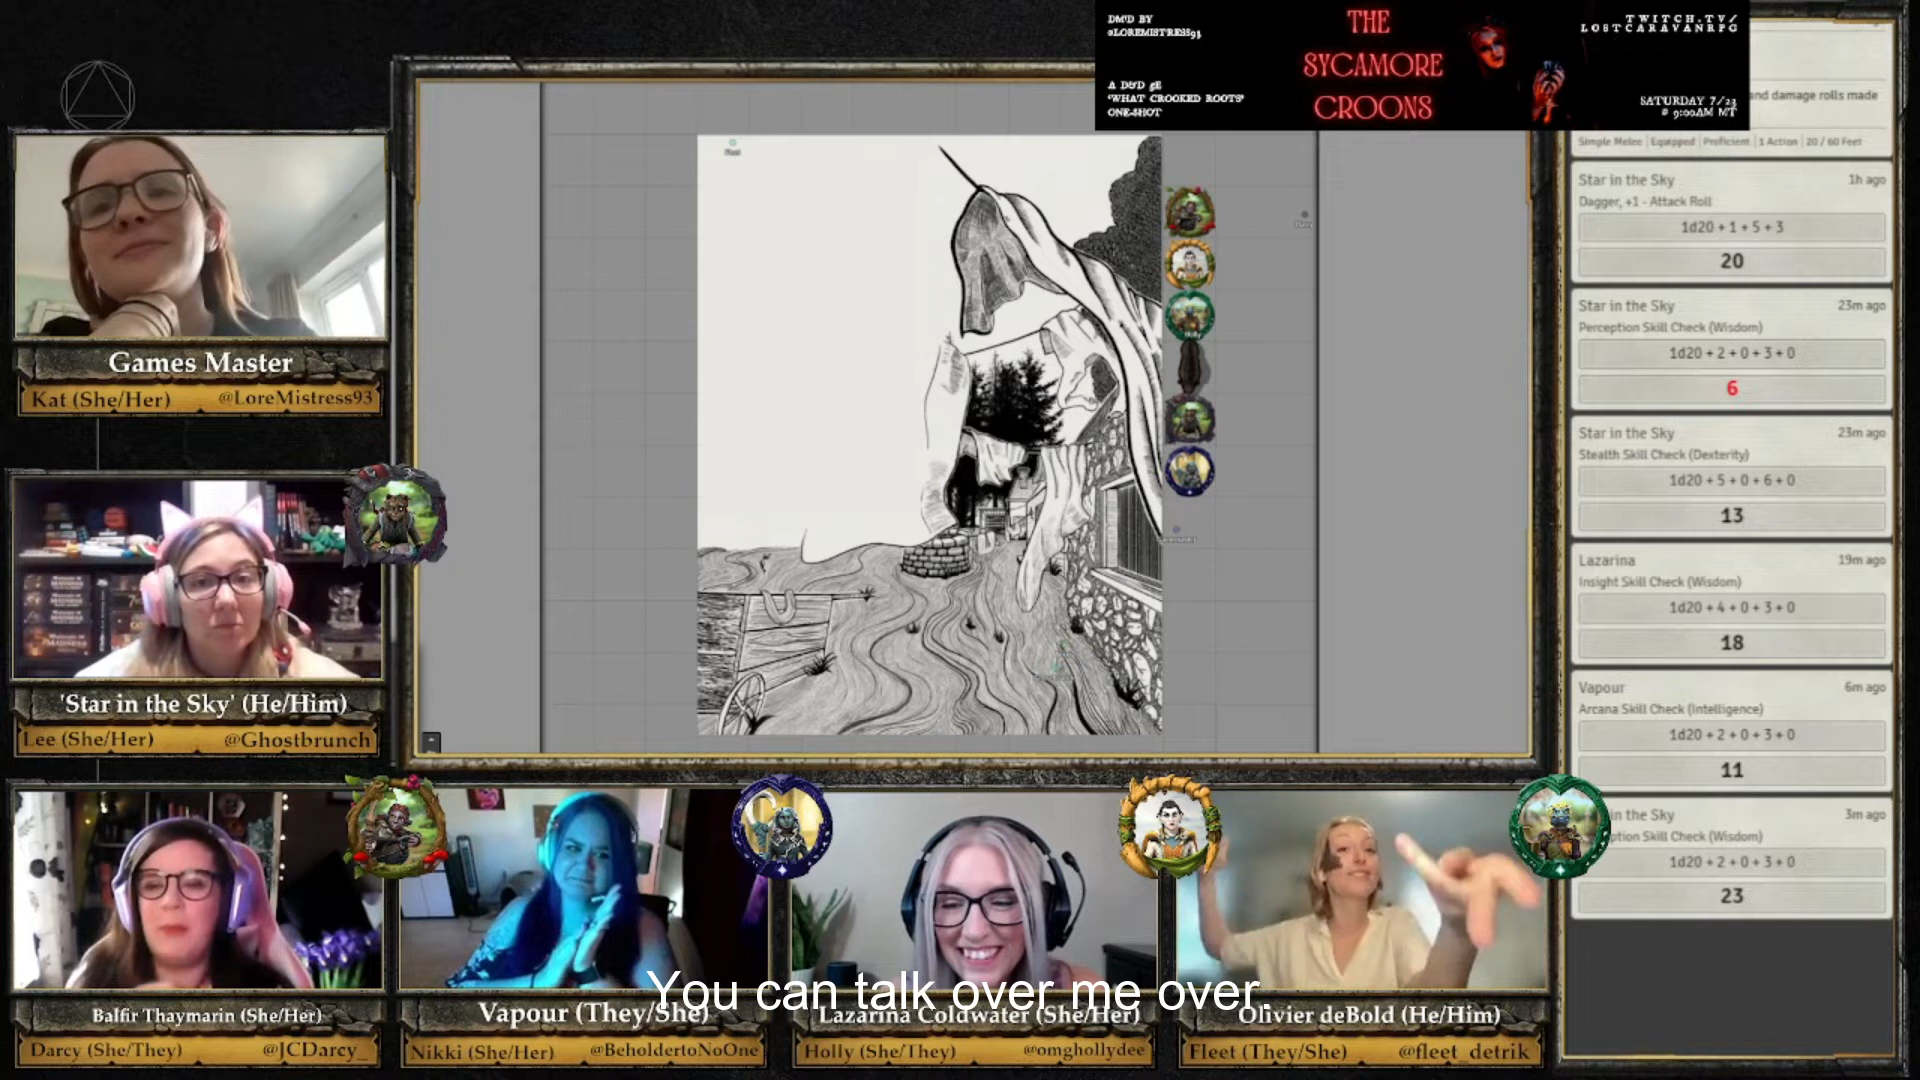 DM'D BY
@LOREMISTRESS93
A D&D 5E
'WHAT CROOKED ROOTS'
ONE-SHOT
THE
SYCAMORE
CROONS
TWITCH.TV/
LOSTCARAVANRPG
SATURDAY 7/23
@ 9:00AM MT
and damage rolls made
Simple Melee | Equipped | Proficient | 1 Action | 20 / 60 Feet
Star in the Sky 1h ago
Dagger, +1 - Attack Roll
1d20 + 1 + 5 + 3
20
Star in the Sky 23m ago
Perception Skill Check (Wisdom)
1d20 + 2 + 0 + 3 + 0
6
Star in the Sky 23m ago
Stealth Skill Check (Dexterity)
1d20 + 5 + 0 + 6 + 0
13
Lazarina 19m ago
Insight Skill Check (Wisdom)
1d20 + 4 + 0 + 3 + 0
18
Vapour 6m ago
Arcana Skill Check (Intelligence)
1d20 + 2 + 0 + 3 + 0
11
in the Sky 3m ago
ption Skill Check (Wisdom)
1d20 + 2 + 0 + 3 + 0
23
Games Master
Kat (She/Her) @LoreMistress93
'Star in the Sky' (He/Him)
Lee (She/Her) @Ghostbrunch
You can talk over me over.
Balfir Thaymarin (She/Her)
Darcy (She/They) @JCDarcy_
Vapour (They/She)
Nikki (She/Her) @BeholdertoNoOne
Lazarina Coldwater (She/Her)
Holly (She/They) @omghollydee
Olivier deBold (He/Him)
Fleet (They/She) @fleet_detrik